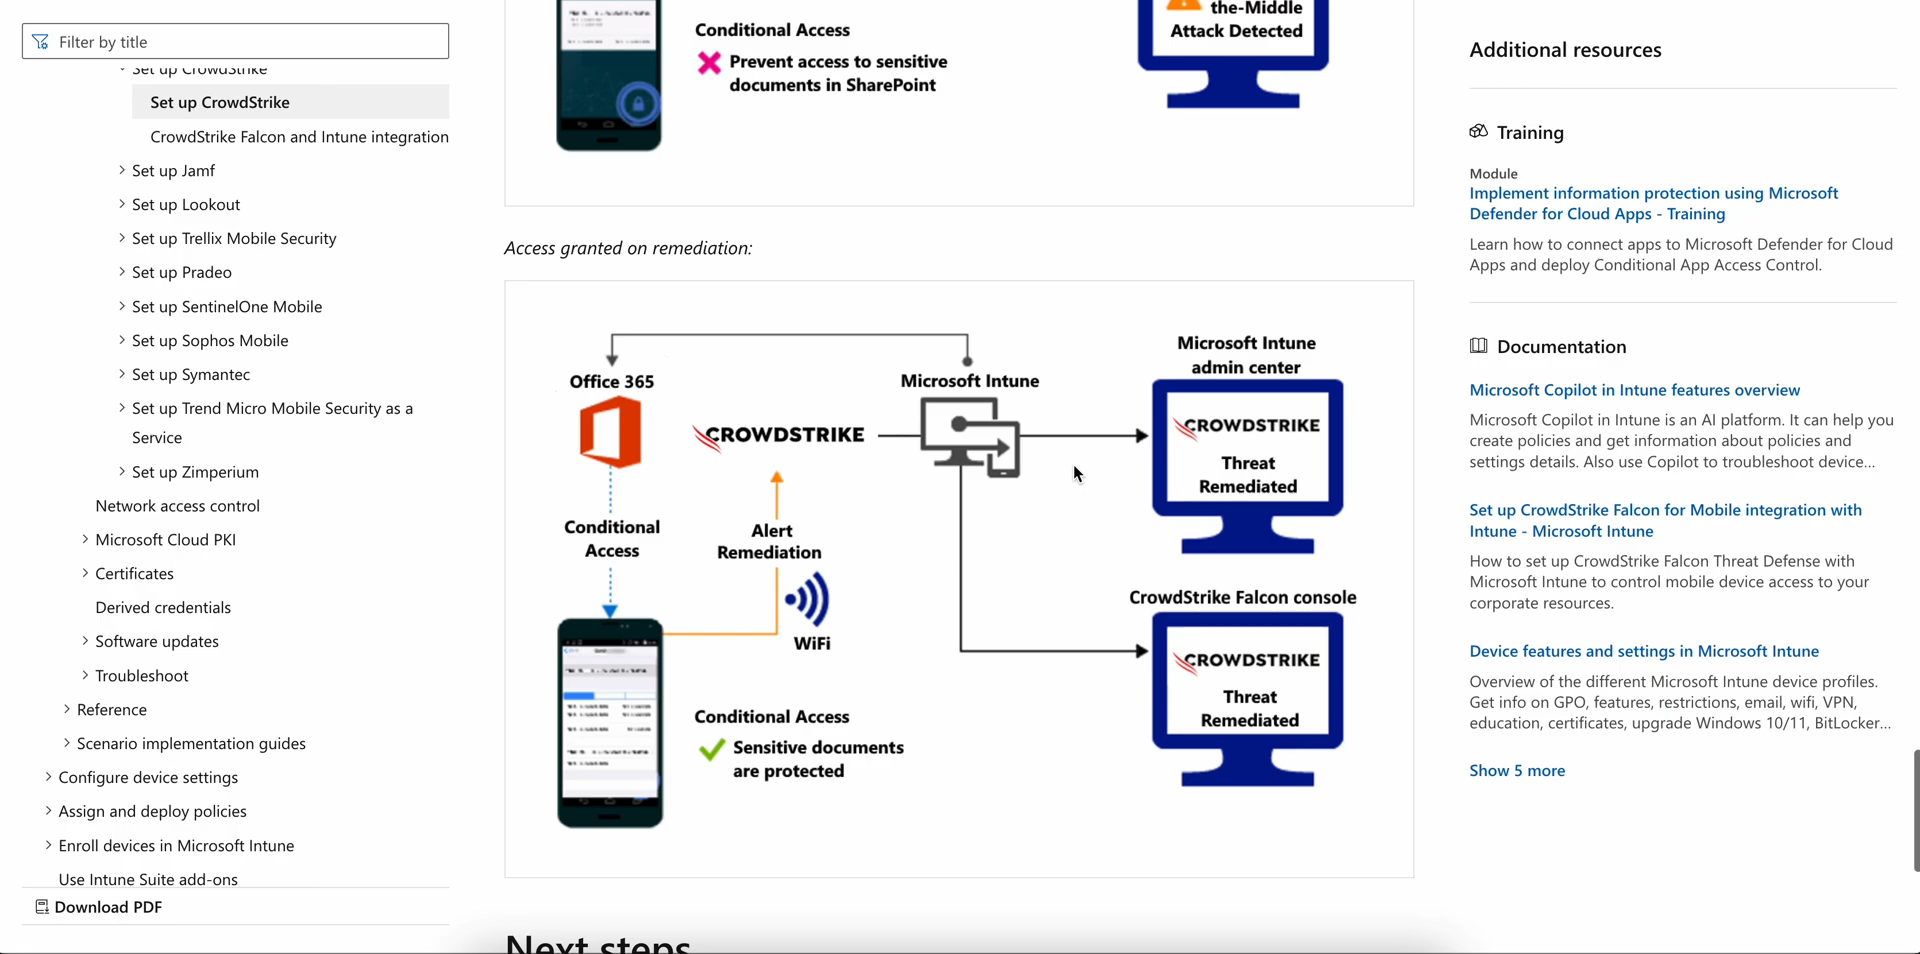 Filter by title
Set up CrowdStrike
Set up CrowdStrike
CrowdStrike Falcon and Intune integration
Set up Jamf
Set up Lookout
Set up Trellix Mobile Security
Set up Pradeo
Set up SentinelOne Mobile
Set up Sophos Mobile
Set up Symantec
Set up Trend Micro Mobile Security as a
Service
Set up Zimperium
Network access control
Microsoft Cloud PKI
Certificates
Derived credentials
Software updates
Troubleshoot
Reference
Scenario implementation guides
Configure device settings
Assign and deploy policies
Enroll devices in Microsoft Intune
Use Intune Suite add-ons
Download PDF
Conditional Access
Prevent access to sensitive
documents in SharePoint
the-Middle
Attack Detected
Access granted on remediation:
Office 365
CROWDSTRIKE
Microsoft Intune
Microsoft Intune
admin center
CROWDSTRIKE
Threat
Remediated
Conditional
Access
Alert
Remediation
WiFi
CrowdStrike Falcon console
CROWDSTRIKE
Threat
Remediated
Conditional Access
Sensitive documents
are protected
Next steps
Additional resources
Training
Module
Implement information protection using Microsoft
Defender for Cloud Apps - Training
Learn how to connect apps to Microsoft Defender for Cloud
Apps and deploy Conditional App Access Control.
Documentation
Microsoft Copilot in Intune features overview
Microsoft Copilot in Intune is an AI platform. It can help you
create policies and get information about policies and
settings details. Also use Copilot to troubleshoot device...
Set up CrowdStrike Falcon for Mobile integration with
Intune - Microsoft Intune
How to set up CrowdStrike Falcon Threat Defense with
Microsoft Intune to control mobile device access to your
corporate resources.
Device features and settings in Microsoft Intune
Overview of the different Microsoft Intune device profiles.
Get info on GPO, features, restrictions, email, wifi, VPN,
education, certificates, upgrade Windows 10/11, BitLocker...
Show 5 more